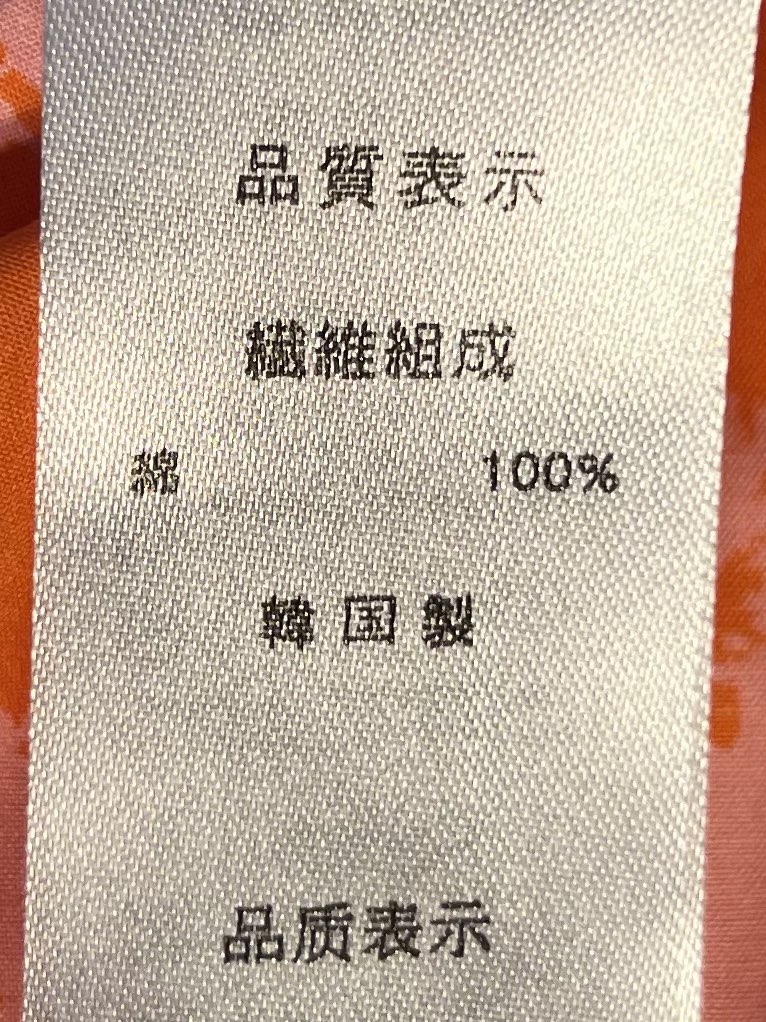 品質表示
繊維組成
綿 100%
韓国製
品质表示